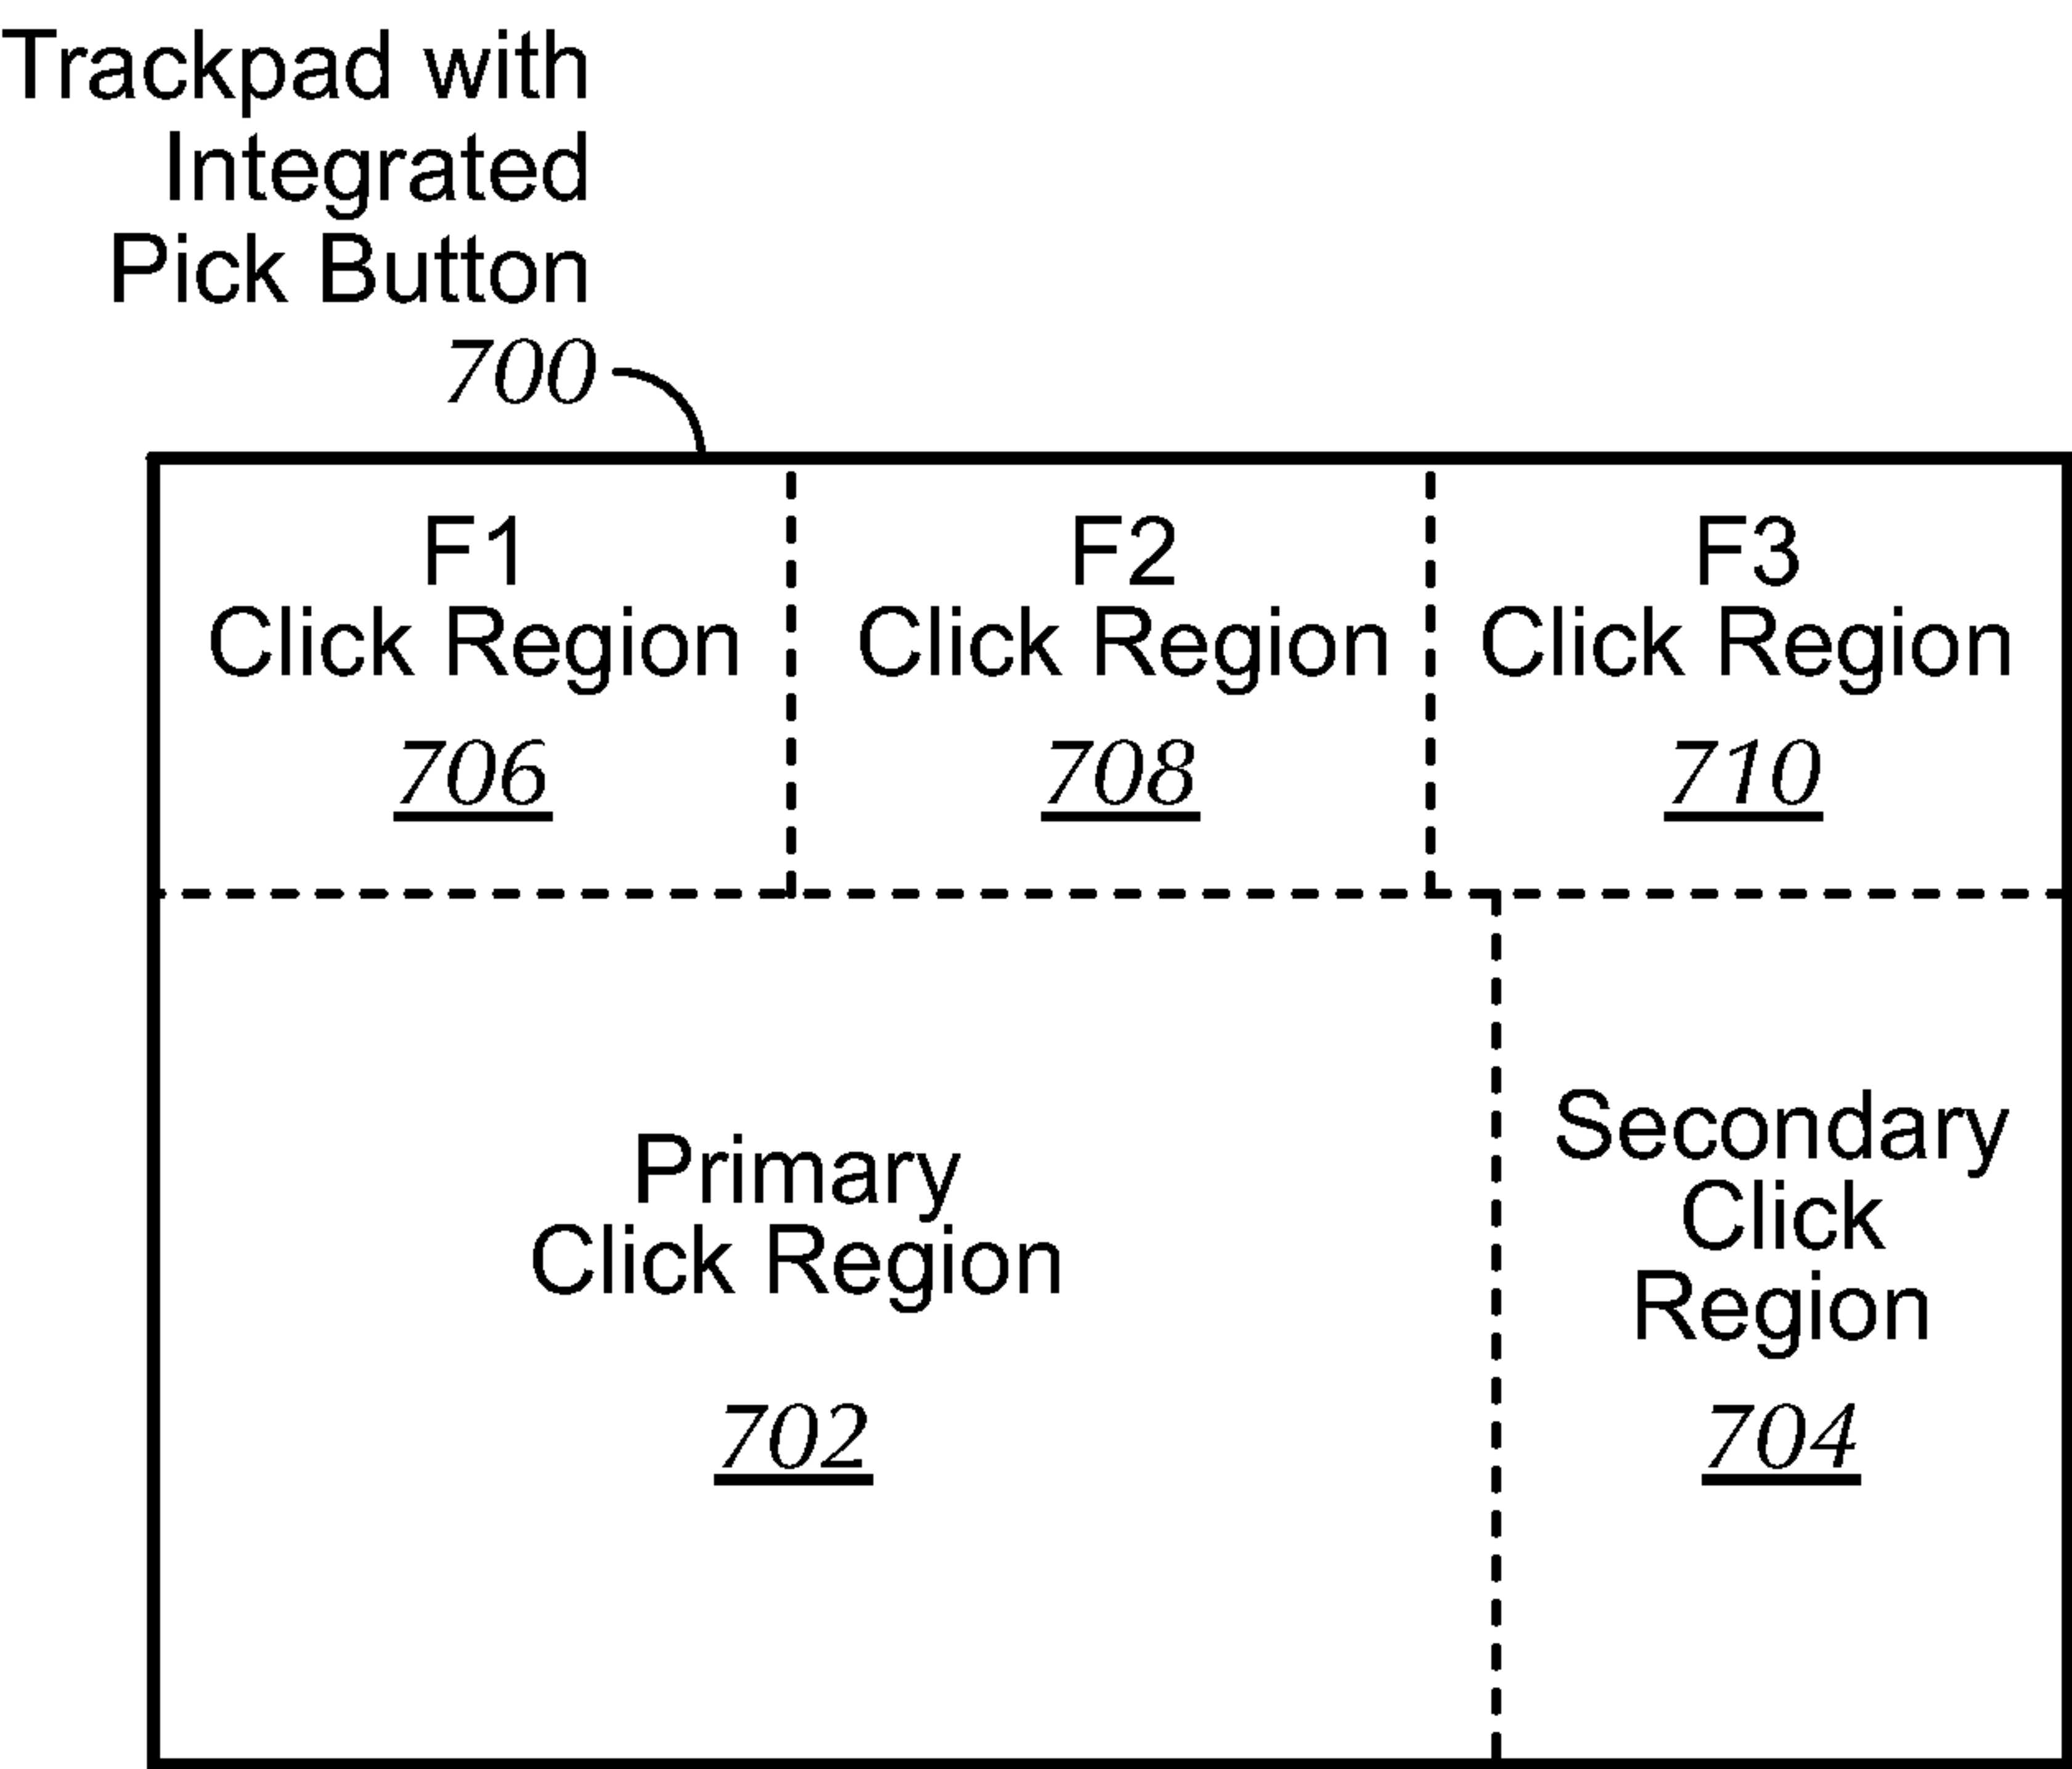 Trackpad with
Integrated
Pick Button
700
F1
Click Region
706
F2
Click Region
708
F3
Click Region
710
Primary
Click Region
702
Secondary
Click
Region
704